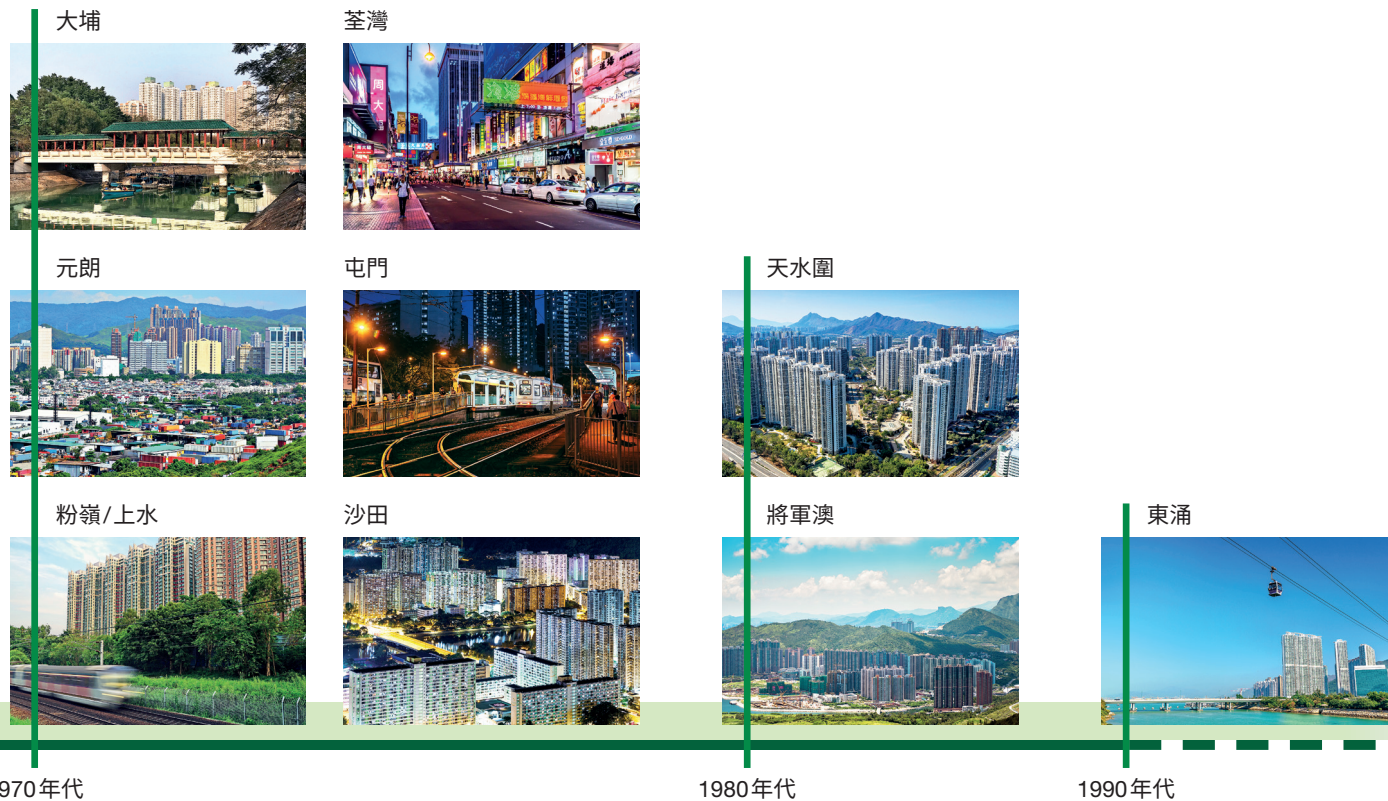 大埔
荃灣
元朗
屯門
天水圍
粉嶺/上水
沙田
將軍澳
東涌
970年代
1980年代
1990年代
周
大